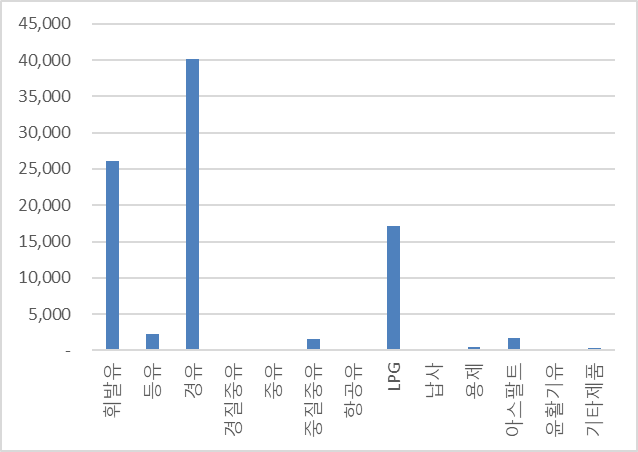 45,000
40,000
35,000
30,000
25,000
20,000
15,000
10,000
5,000
-
휘발유
등유
경유
경질중유
중유
중질중유
항공유
LPG
납사
용제
아스팔트
윤활기유
기타제품